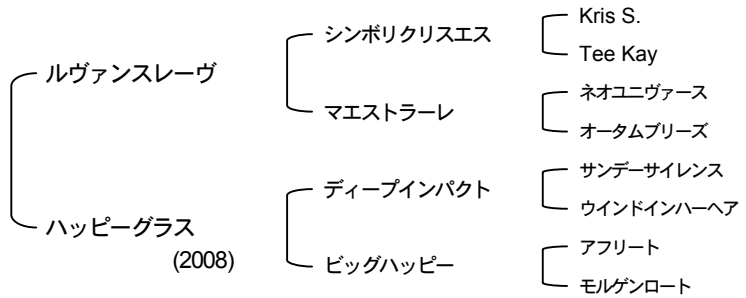 ルヴァンスレーヴ
シンボリクリスエス
Kris S.
Tee Kay
マエストラーレ
ネオユニヴァース
オータムブリーズ
ハッピーグラス
(2008)
ディープインパクト
サンデーサイレンス
ウインドインハーヘア
ビッグハッピー
アフリート
モルゲンロート